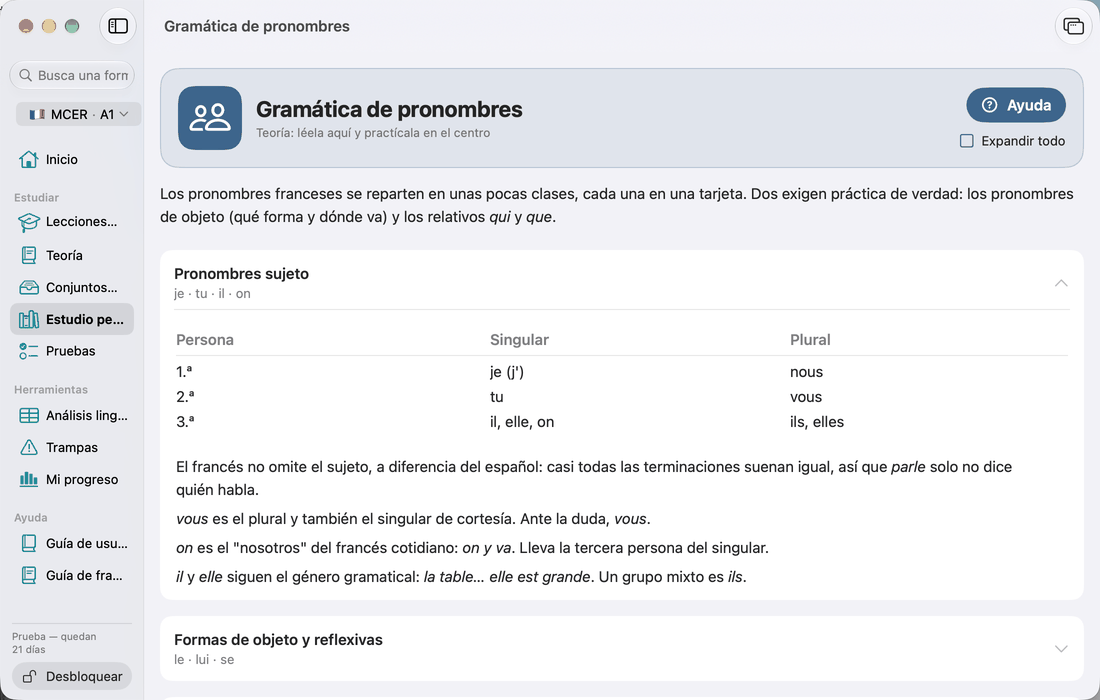 Gramática de pronombres
Busca una forn
MCER · A1
Inicio
Estudiar
Lecciones...
Teoría
Conjuntos...
Estudio pe...
Pruebas
Herramientas
Análisis ling...
Trampas
Mi progreso
Ayuda
Guía de usu...
Guía de fra...
Prueba — quedan
21 días
Desbloquear
Gramática de pronombres
Teoría: léela aquí y practícala en el centro
Ayuda
Expandir todo
Los pronombres franceses se reparten en unas pocas clases, cada una en una tarjeta. Dos exigen práctica de verdad: los pronombres
de objeto (qué forma y dónde va) y los relativos qui y que.
Pronombres sujeto
je · tu · il · on
Persona Singular Plural
1.ª je (j') nous
2.ª tu vous
3.ª il, elle, on ils, elles
El francés no omite el sujeto, a diferencia del español: casi todas las terminaciones suenan igual, así que parle solo no dice
quién habla.
vous es el plural y también el singular de cortesía. Ante la duda, vous.
on es el "nosotros" del francés cotidiano: on y va. Lleva la tercera persona del singular.
il y elle siguen el género gramatical: la table… elle est grande. Un grupo mixto es ils.
Formas de objeto y reflexivas
le · lui · se